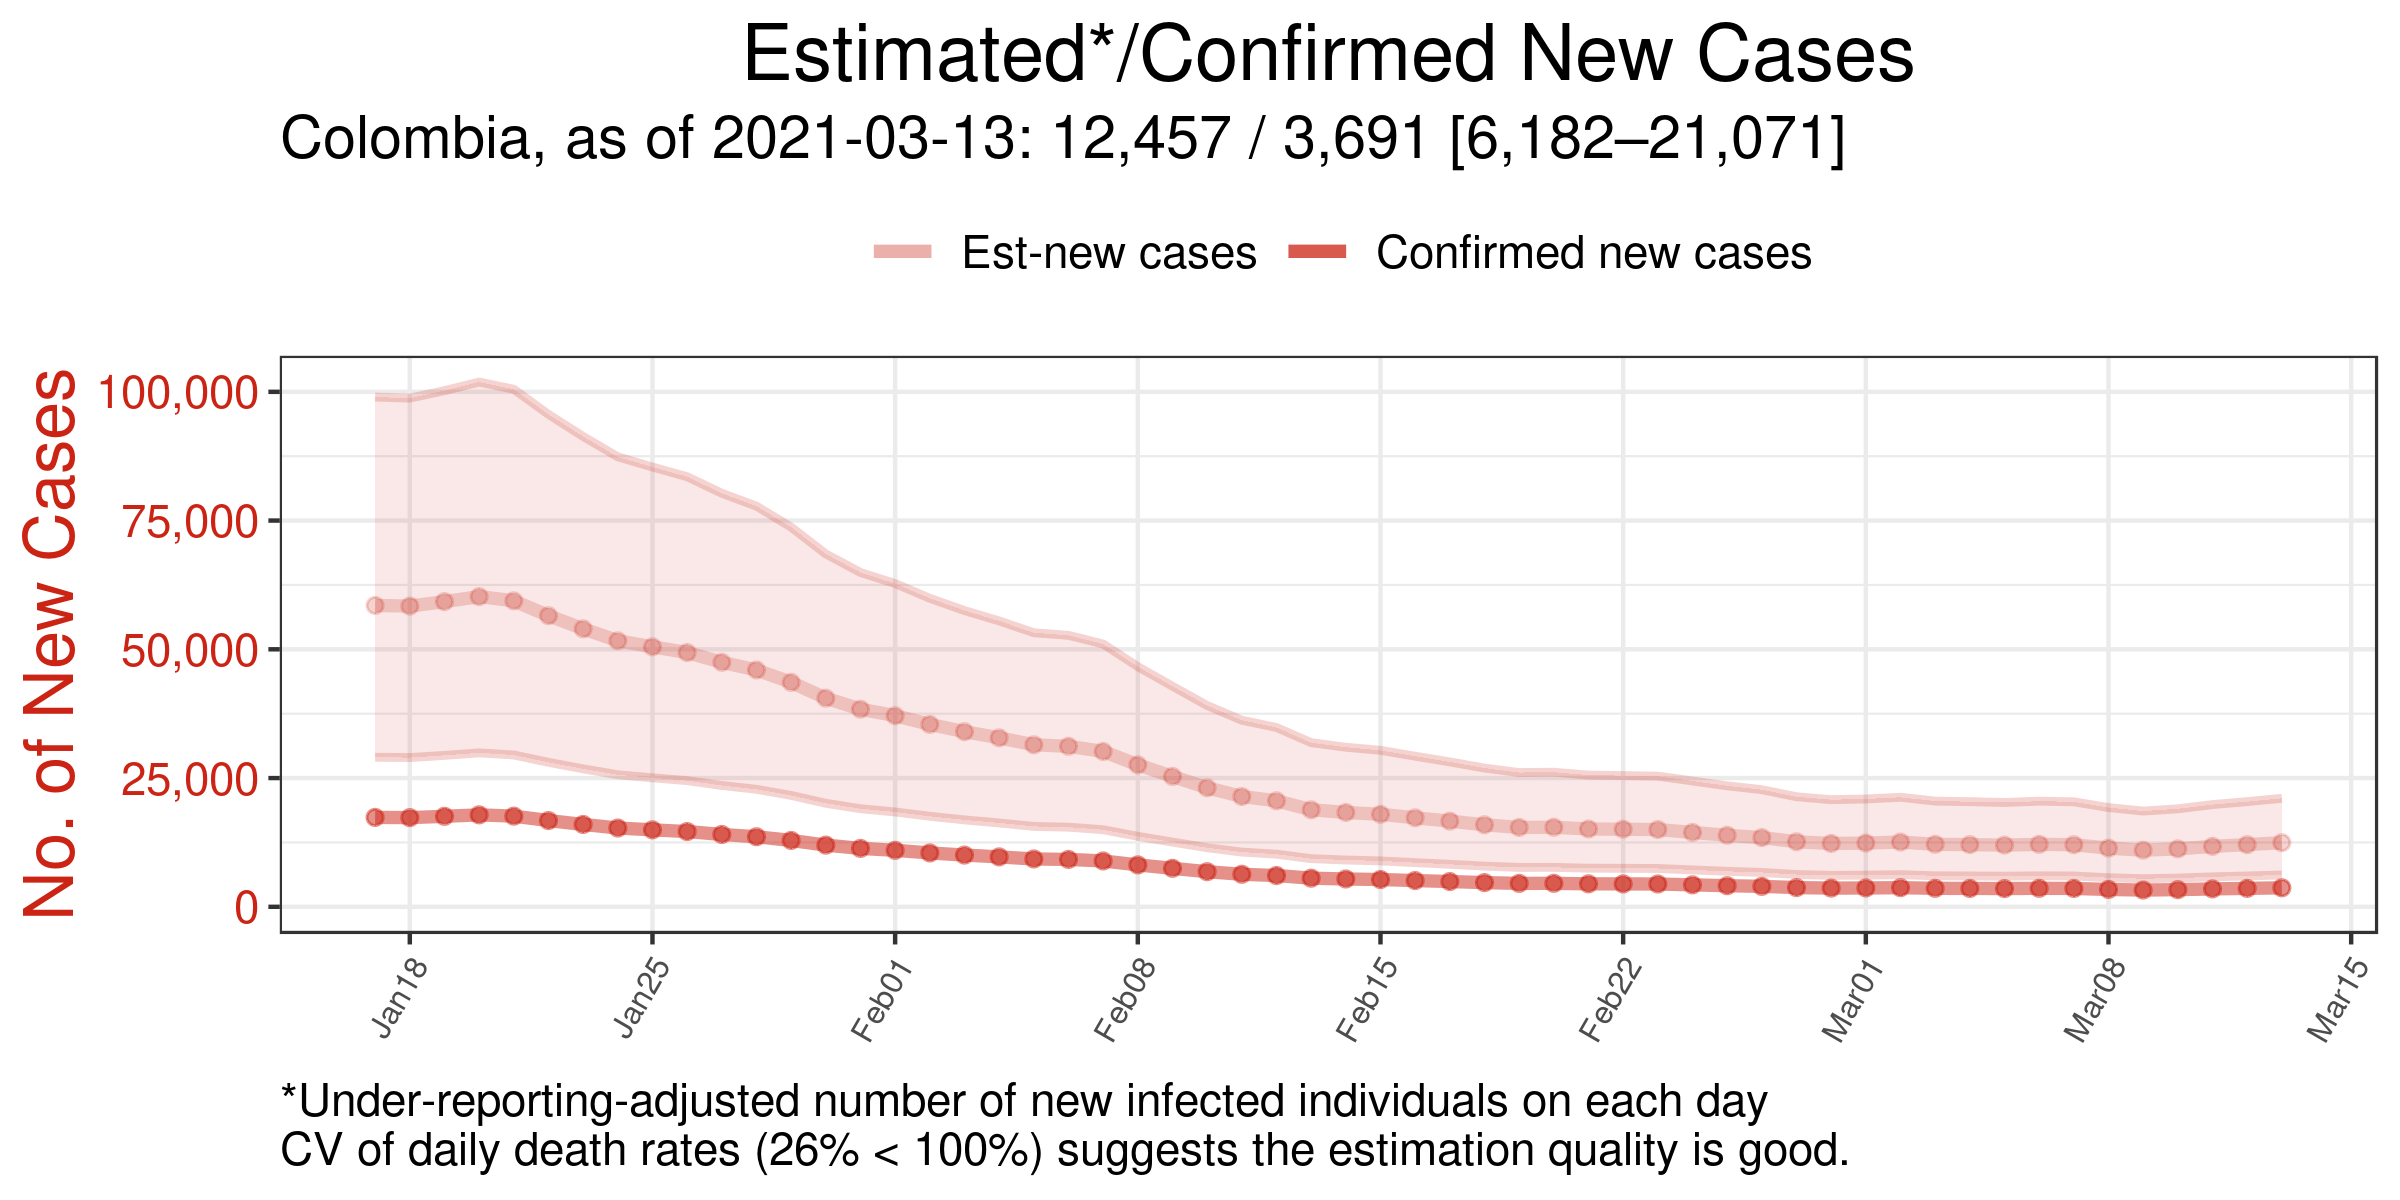 Estimated*/Confirmed New Cases
Colombia, as of 2021-03-13: 12,457 / 3,691 [6,182–21,071]
Est-new cases Confirmed new cases
No. of New Cases
100,000
75,000
50,000
25,000
0
Jan18 Jan25 Feb01 Feb08 Feb15 Feb22 Mar01 Mar08 Mar15
*Under-reporting-adjusted number of new infected individuals on each day
CV of daily death rates (26% < 100%) suggests the estimation quality is good.